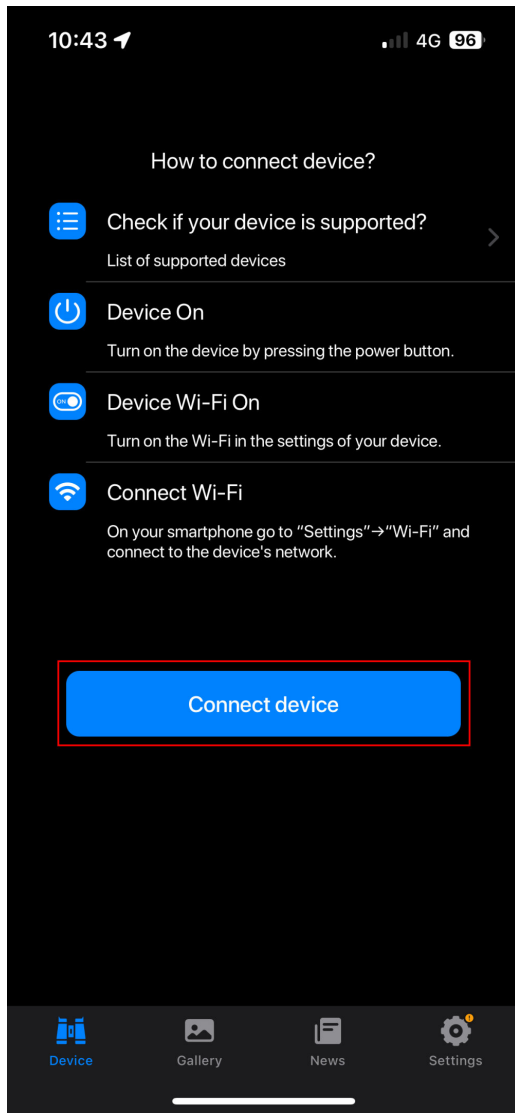 10:43
4G 96
How to connect device?
Check if your device is supported?
List of supported devices
Device On
Turn on the device by pressing the power button.
ON
Device Wi-Fi On
Turn on the Wi-Fi in the settings of your device.
Connect Wi-Fi
On your smartphone go to “Settings”→“Wi-Fi” and
connect to the device's network.
Connect device
Device Gallery News Settings